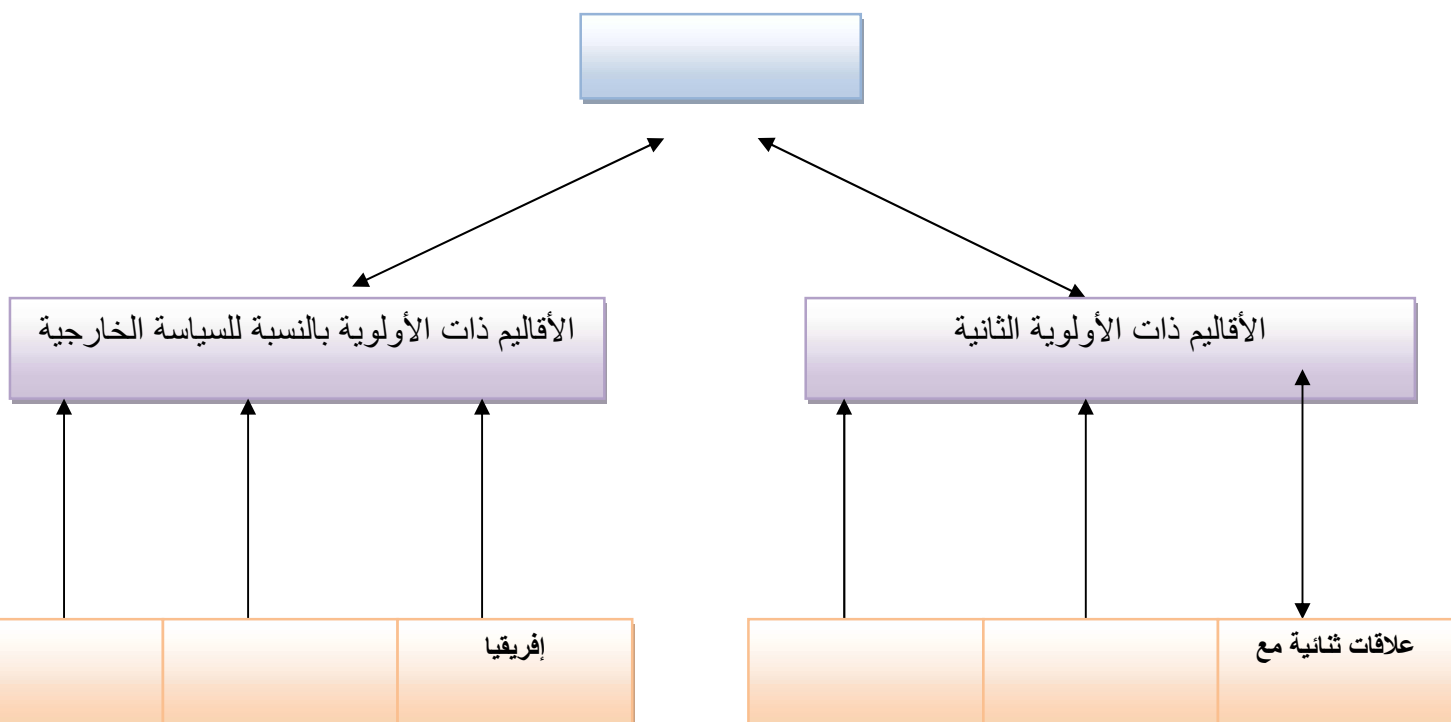 الأقاليم ذات الأولوية بالنسبة للسياسة الخارجية
الأقاليم ذات الأولوية الثانية
إفريقيا
علاقات ثنائية مع